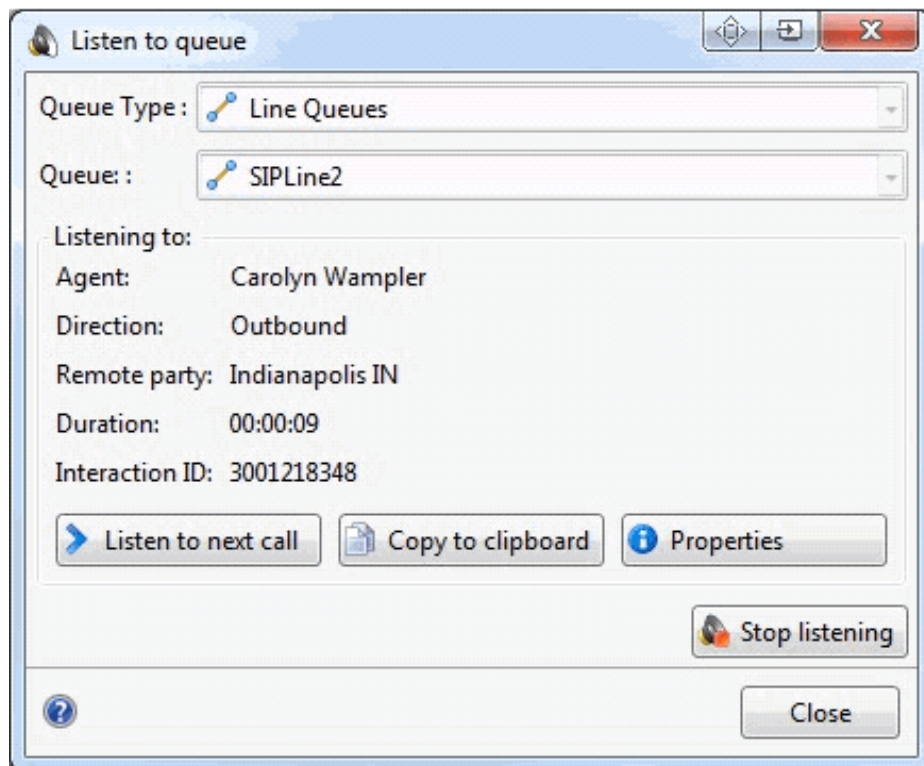 Listen to queue
Queue Type : Line Queues
Queue: : SIPLine2
Listening to:
Agent: Carolyn Wampler
Direction: Outbound
Remote party: Indianapolis IN
Duration: 00:00:09
Interaction ID: 3001218348
Listen to next call Copy to clipboard Properties
Stop listening
Close